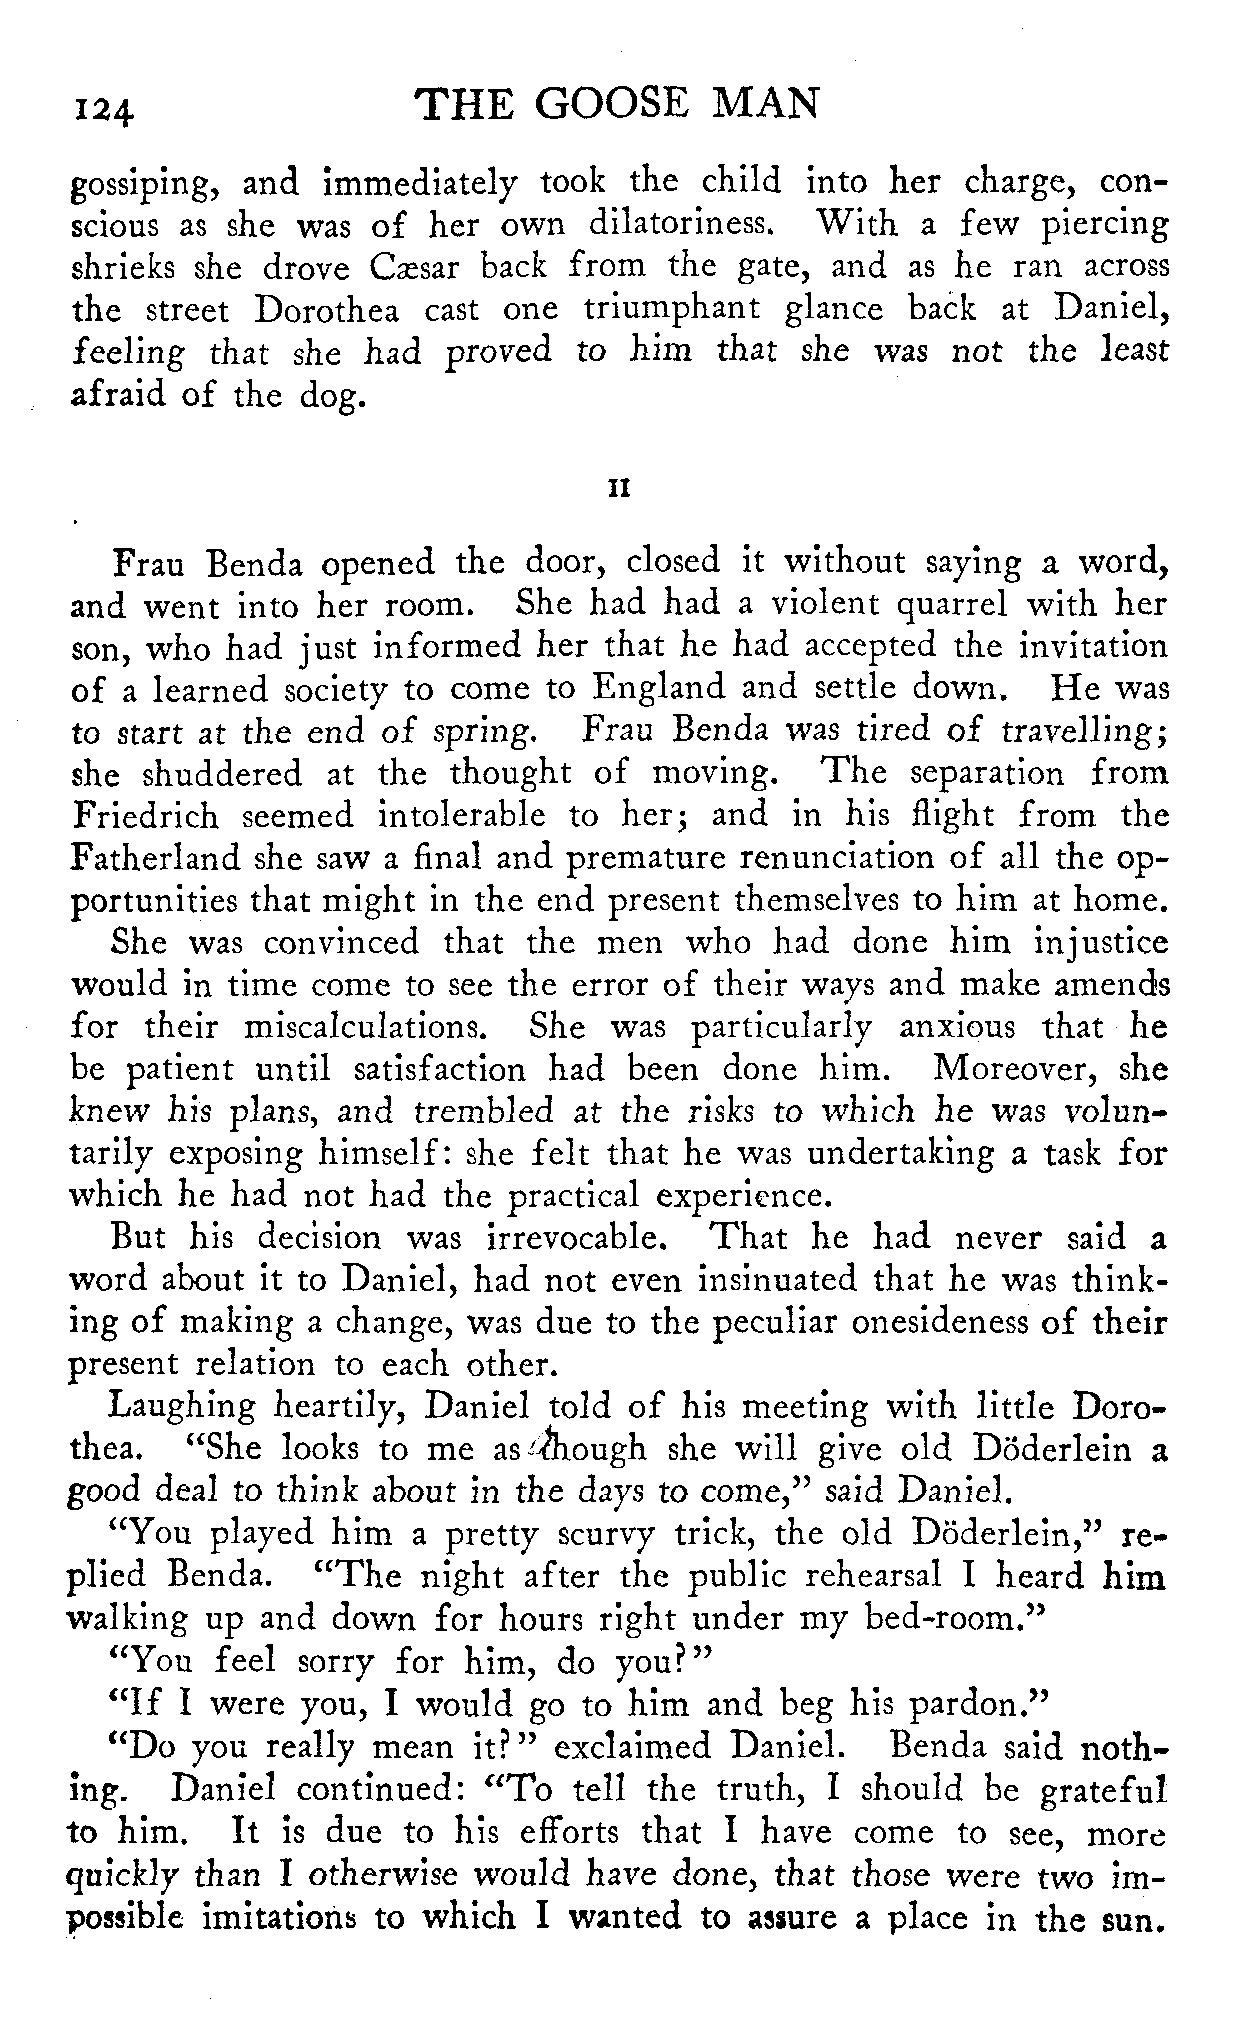 124 THE GOOSE MAN
gossiping, and immediately took the child into her charge, con-
scious as she was of her own dilatoriness. With a few piercing
shrieks she drove Cæsar back from the gate, and as he ran across
the street Dorothea cast one triumphant glance back at Daniel,
feeling that she had proved to him that she was not the least
afraid of the dog.
II
Frau Benda opened the door, closed it without saying a word,
and went into her room. She had had a violent quarrel with her
son, who had just informed her that he had accepted the invitation
of a learned society to come to England and settle down. He was
to start at the end of spring. Frau Benda was tired of travelling;
she shuddered at the thought of moving. The separation from
Friedrich seemed intolerable to her; and in his flight from the
Fatherland she saw a final and premature renunciation of all the op-
portunities that might in the end present themselves to him at home.
She was convinced that the men who had done him injustice
would in time come to see the error of their ways and make amends
for their miscalculations. She was particularly anxious that he
be patient until satisfaction had been done him. Moreover, she
knew his plans, and trembled at the risks to which he was volun-
tarily exposing himself: she felt that he was undertaking a task for
which he had not had the practical experience.
But his decision was irrevocable. That he had never said a
word about it to Daniel, had not even insinuated that he was think-
ing of making a change, was due to the peculiar onesideness of their
present relation to each other.
Laughing heartily, Daniel told of his meeting with little Doro-
thea. "She looks to me as though she will give old Döderlein a
good deal to think about in the days to come," said Daniel.
"You played him a pretty scurvy trick, the old Döderlein," re-
plied Benda. "The night after the public rehearsal I heard him
walking up and down for hours right under my bed-room."
"You feel sorry for him, do you?"
"If I were you, I would go to him and beg his pardon."
"Do you really mean it?" exclaimed Daniel. Benda said noth-
ing. Daniel continued: "To tell the truth, I should be grateful
to him. It is due to his efforts that I have come to see, more
quickly than I otherwise would have done, that those were two im-
possible imitations to which I wanted to assure a place in the sun.